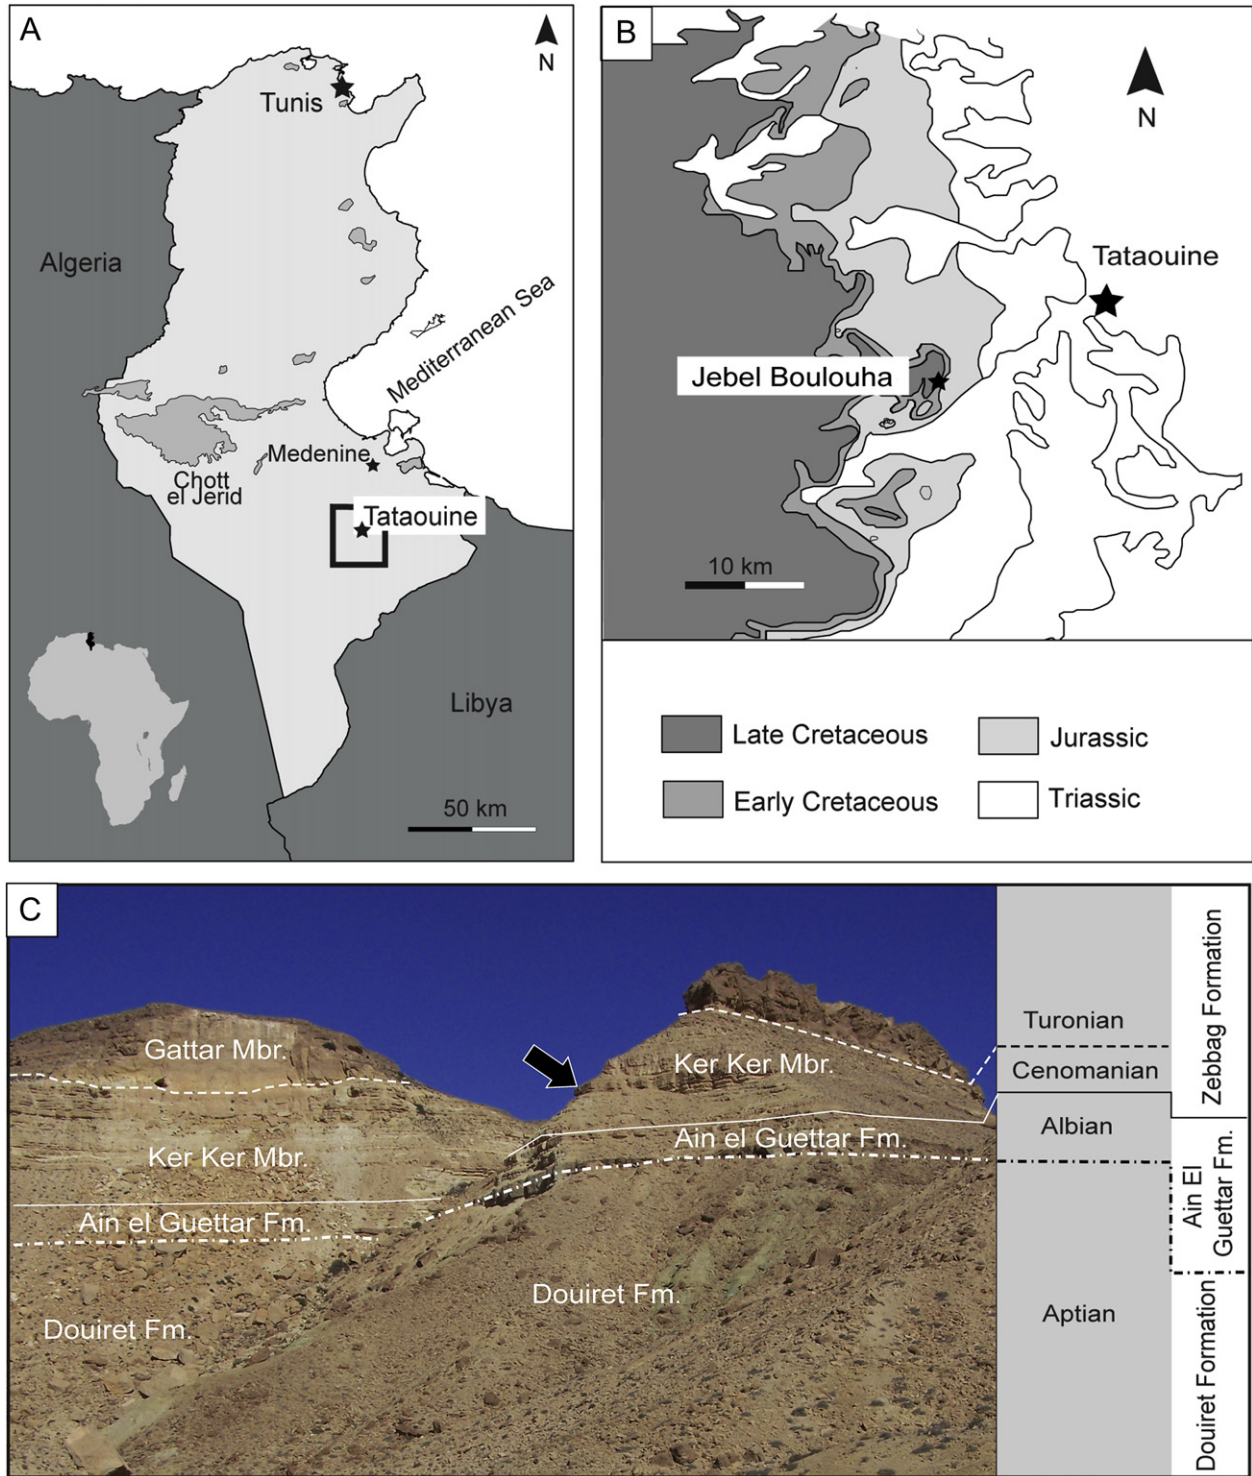 A
N
Tunis
Algeria
Mediterranean Sea
Medenine
Chott
el Jerid
Tataouine
Libya
50 km
B
N
Tataouine
Jebel Boulouha
10 km
Late Cretaceous
Jurassic
Early Cretaceous
Triassic
C
Gattar Mbr.
Ker Ker Mbr.
Ker Ker Mbr.
Ain el Guettar Fm.
Ain el Guettar Fm.
Douiret Fm.
Douiret Fm.
Turonian
Cenomanian
Albian
Aptian
Zebbag Formation
Ain El
Guettar Fm.
Douiret Formation